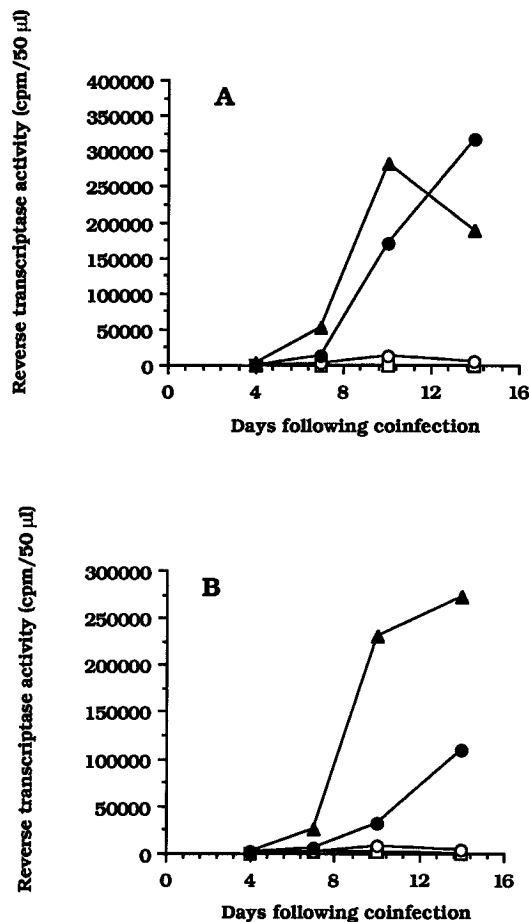 Reverse transcriptase activity (cpm/50 µl)
A
400000
350000
300000
250000
200000
150000
100000
50000
0
0 4 8 12 16
Days following coinfection
Reverse transcriptase activity (cpm/50 µl)
B
300000
250000
200000
150000
100000
50000
0
0 4 8 12 16
Days following coinfection